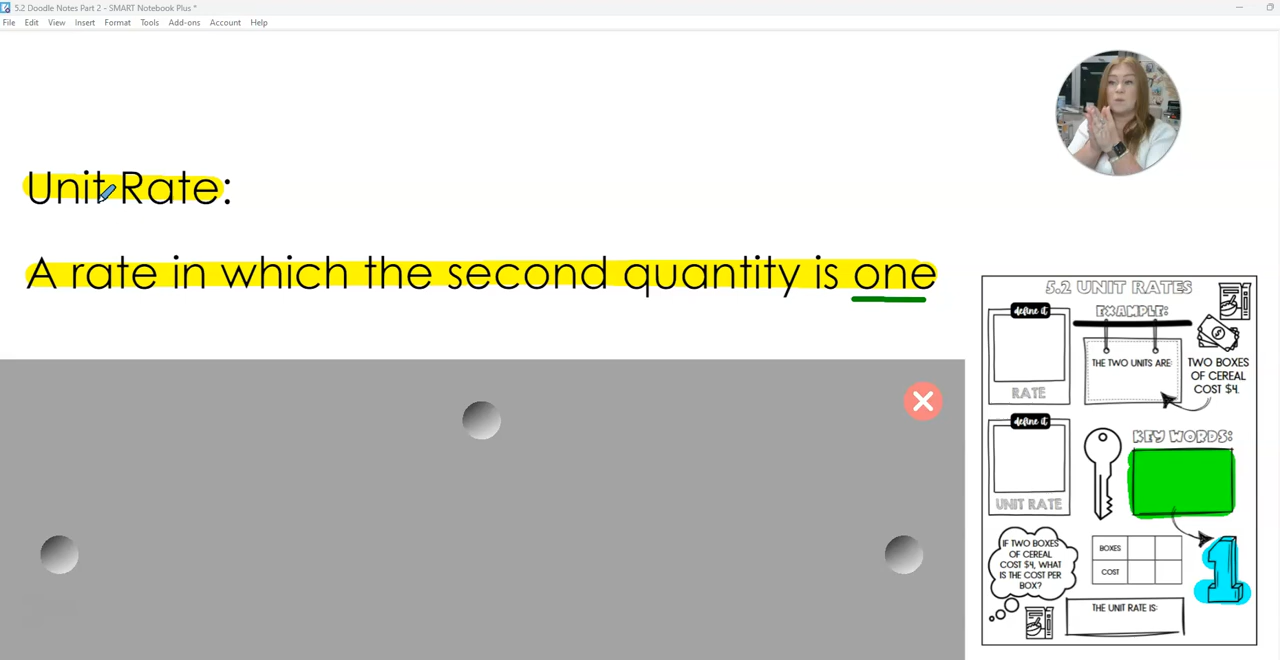 5.2 Doodle Notes Part 2 - SMART Notebook Plus *
File Edit View Insert Format Tools Add-ons Account Help
Unit Rate:
A rate in which the second quantity is one
5.2 UNIT RATES
define it
RATE
EXAMPLE:
THE TWO UNITS ARE:
TWO BOXES
OF CEREAL
COST $4.
define it
UNIT RATE
KEY WORDS:
IF TWO BOXES
OF CEREAL
COST $4, WHAT
IS THE COST PER
BOX?
BOXES
COST
1
THE UNIT RATE IS: